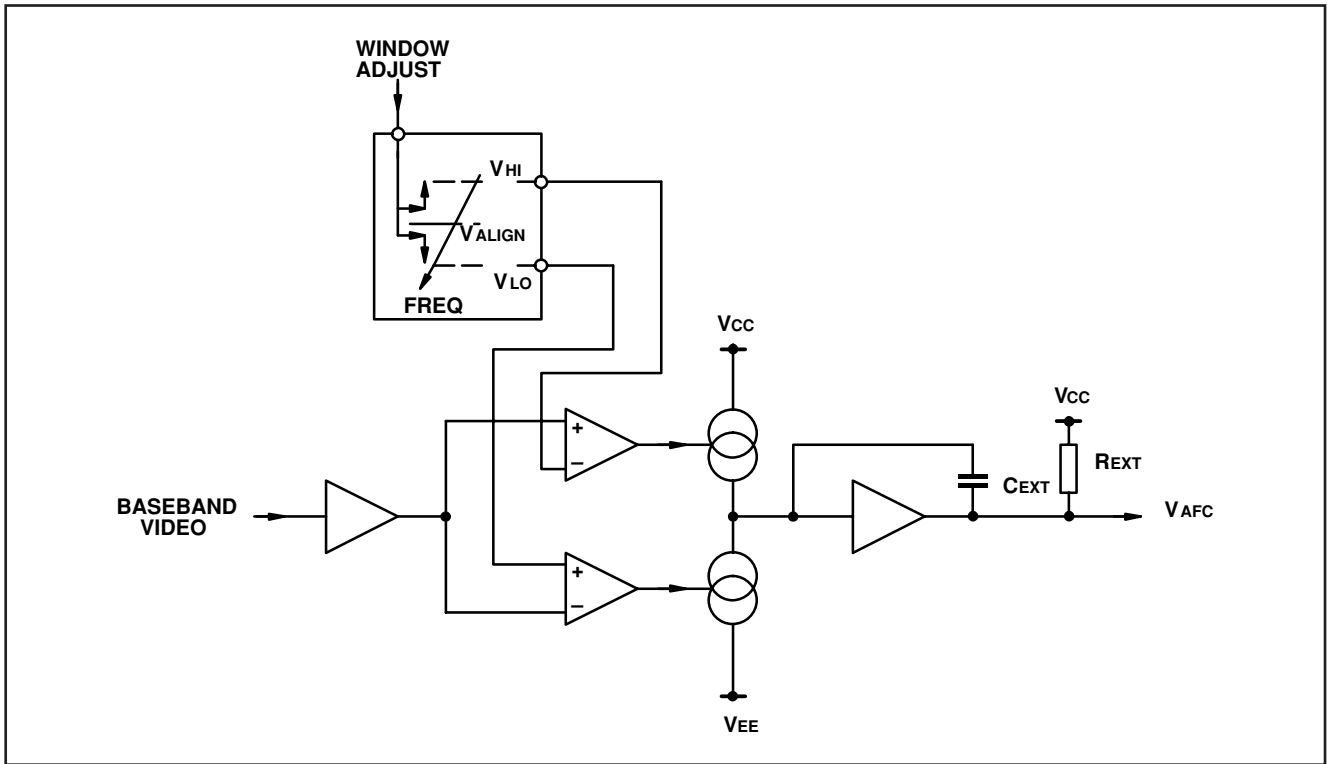 WINDOW
ADJUST
VHI
VALIGN
VLO
FREQ
VCC
+
−
VCC
REXT
CEXT
BASEBAND
VIDEO
VAFC
+
−
VEE